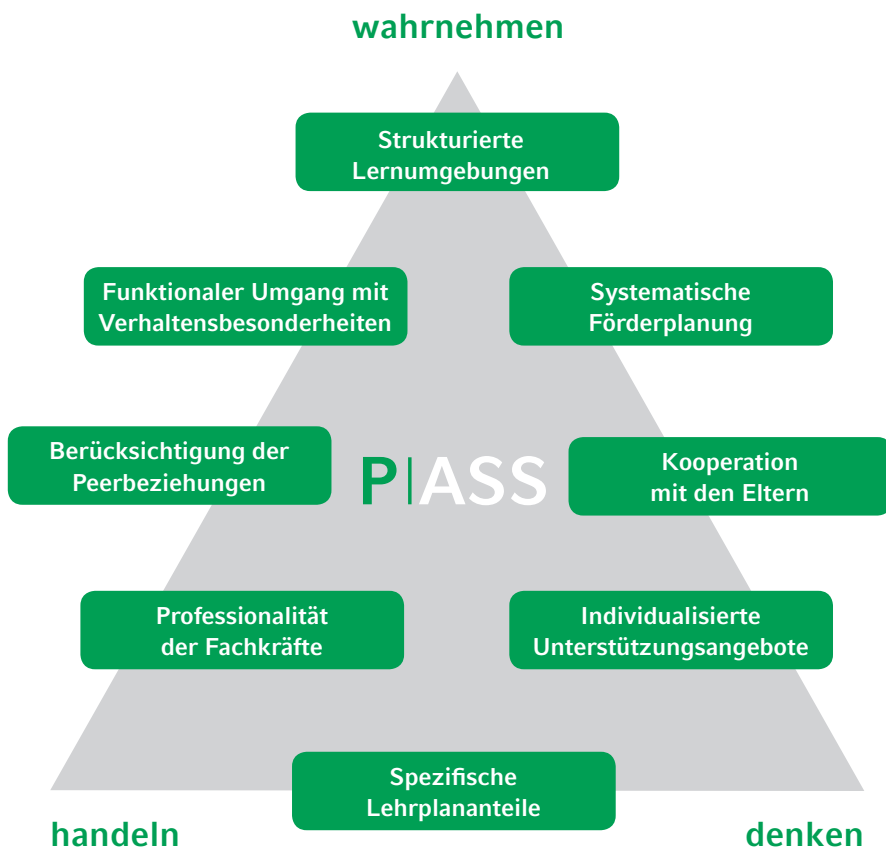 wahrnehmen
Strukturierte
Lernumgebungen
Funktionaler Umgang mit
Verhaltensbesonderheiten
Systematische
Förderplanung
Berücksichtigung der
Peerbeziehungen
P|ASS
Kooperation
mit den Eltern
Professionalität
der Fachkräfte
Individualisierte
Unterstützungsangebote
Spezifische
Lehrplananteile
handeln
denken